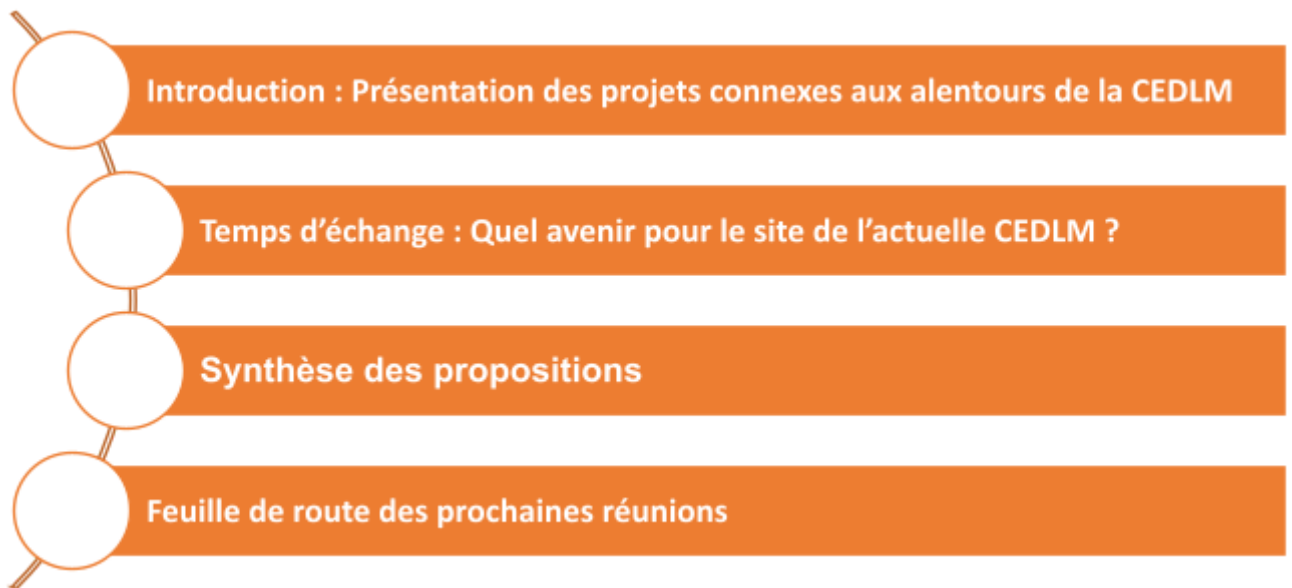 Introduction : Présentation des projets connexes aux alentours de la CEDLM
Temps d’échange : Quel avenir pour le site de l’actuelle CEDLM ?
Synthèse des propositions
Feuille de route des prochaines réunions